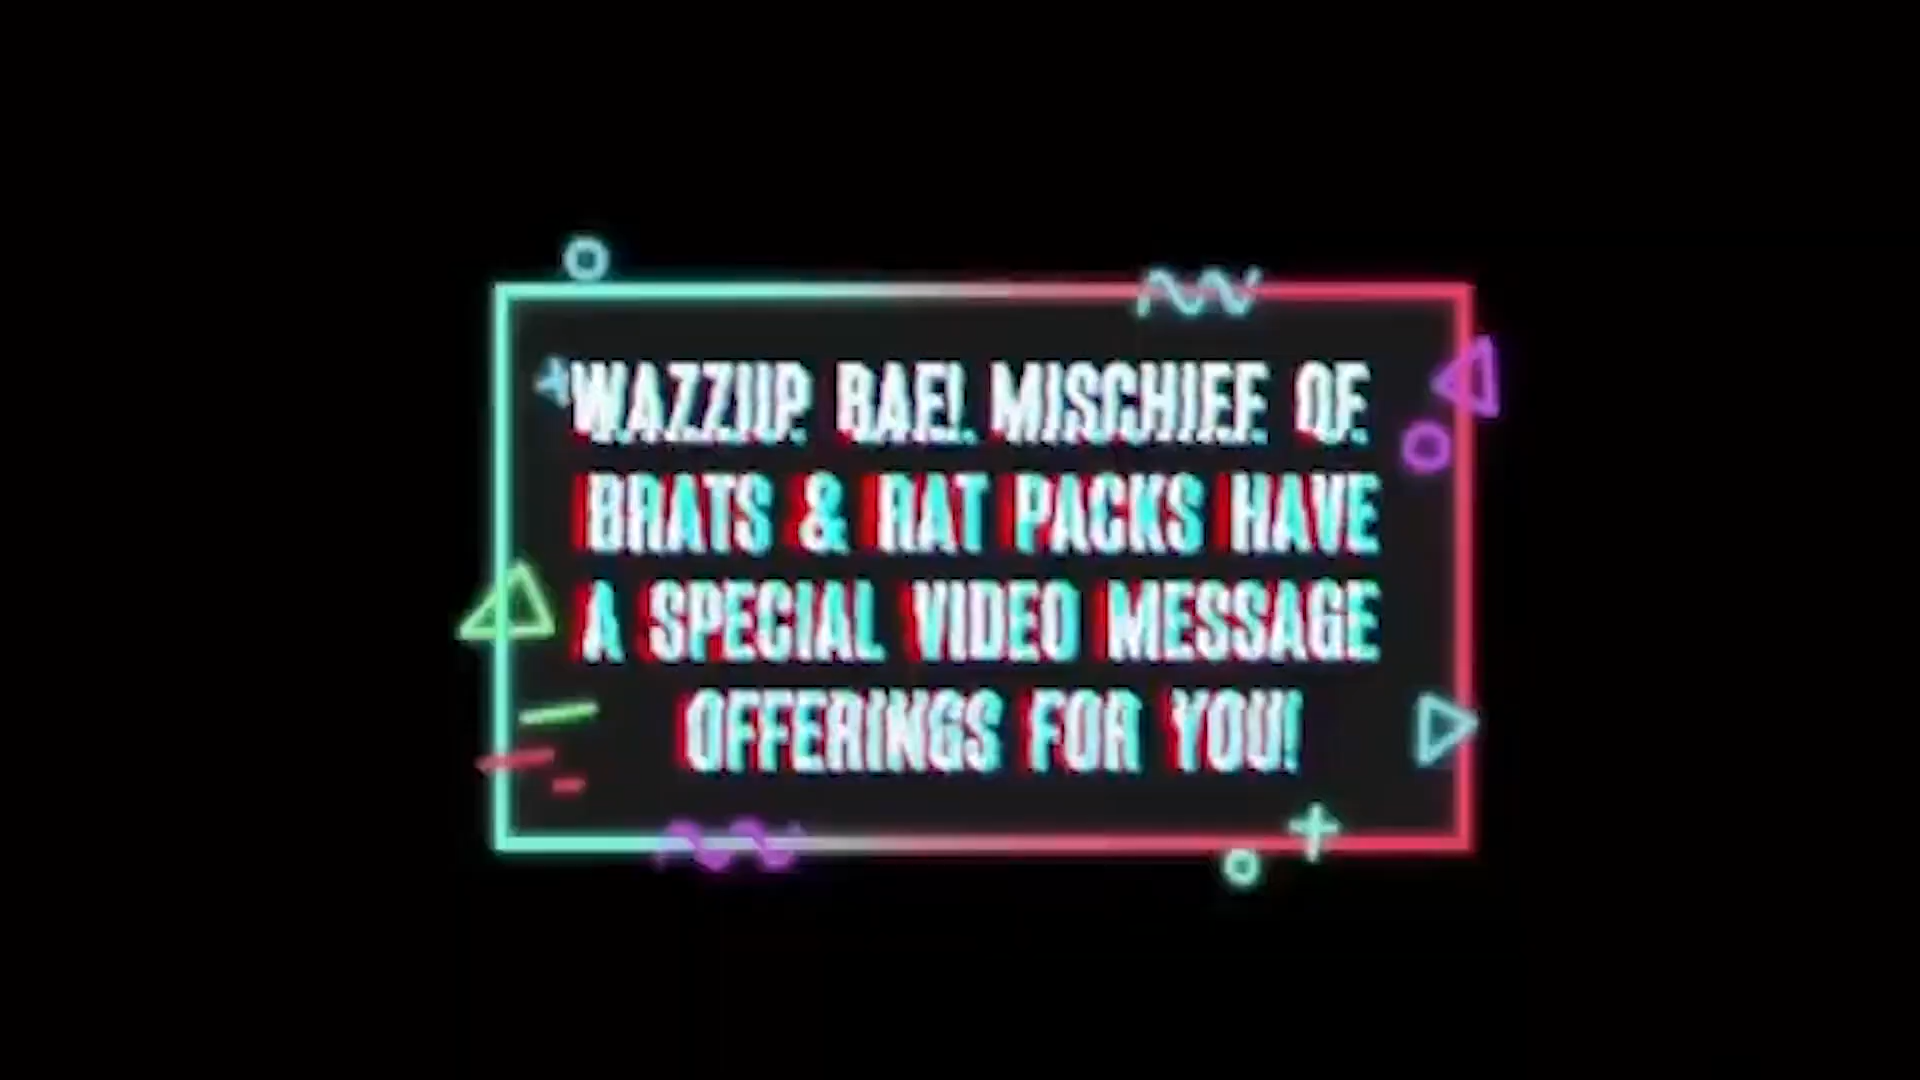 WAZZUP BAE! MISCHIEF OF
BRATS & RAT PACKS HAVE
A SPECIAL VIDEO MESSAGE
OFFERINGS FOR YOU!